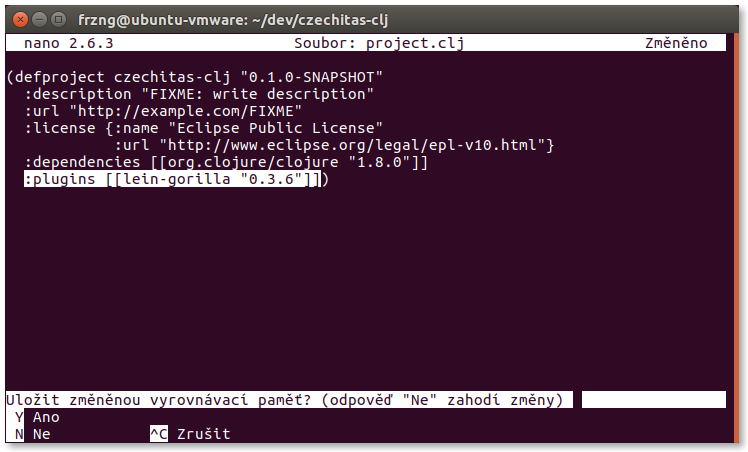 frzng@ubuntu-vmware: ~/dev/czechitas-clj
nano 2.6.3 Soubor: project.clj Změněno
(defproject czechitas-clj "0.1.0-SNAPSHOT"
:description "FIXME: write description"
:url "http://example.com/FIXME"
:license {:name "Eclipse Public License"
:url "http://www.eclipse.org/legal/epl-v10.html"}
:dependencies [[org.clojure/clojure "1.8.0"]]
:plugins [[lein-gorilla "0.3.6"]])
Uložit změněnou vyrovnávací paměť? (odpověď "Ne" zahodí změny)
Y Ano
N Ne ^C Zrušit